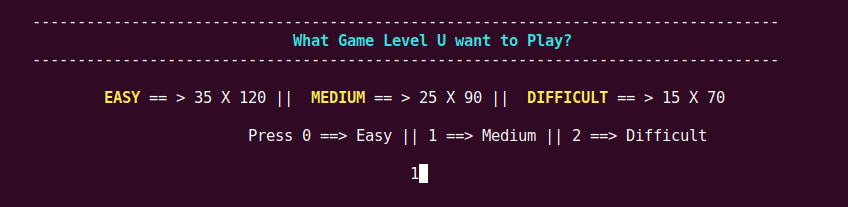 -----------------------------------------------------------------------------------
What Game Level U want to Play?
-----------------------------------------------------------------------------------
EASY == > 35 X 120 || MEDIUM == > 25 X 90 || DIFFICULT == > 15 X 70
Press 0 ==> Easy || 1 ==> Medium || 2 ==> Difficult
1